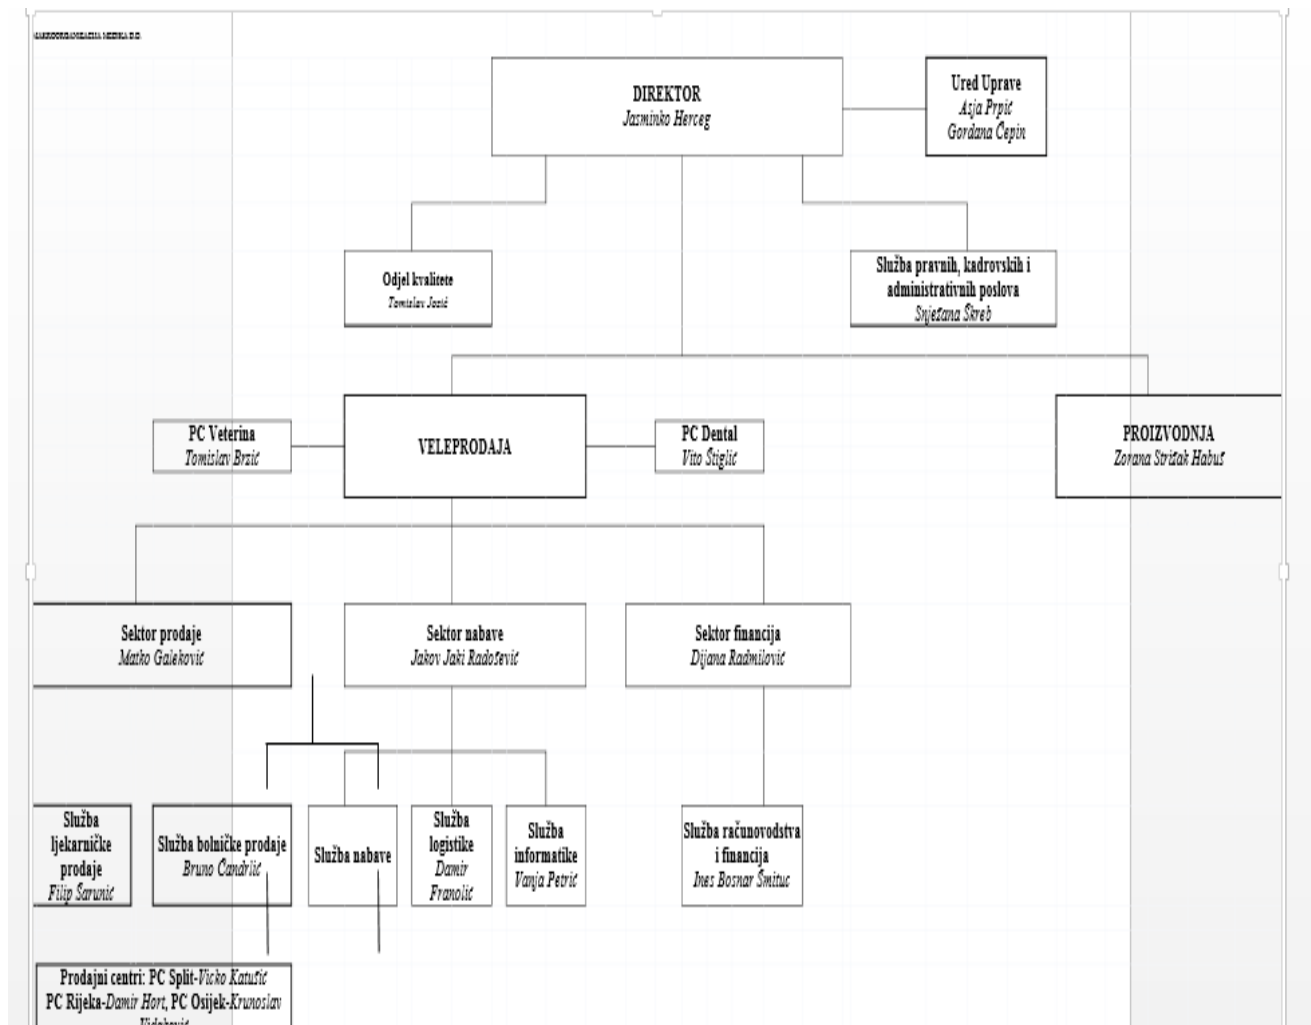 DIREKTOR
Jasminko Herceg
Ured Uprave
Asja Prpić
Gordana Čepin
Odjel kvalitete
Tomislav Jozić
Služba pravnih, kadrovskih i
administrativnih poslova
Snježana Škreb
PC Veterina
Tomislav Brzić
VELEPRODAJA
PC Dental
Vito Štiglić
PROIZVODNJA
Zorana Strižak Habuš
Sektor prodaje
Matko Galeković
Sektor nabave
Jakov Jaki Radošević
Sektor financija
Dijana Radmilović
Služba
ljekarničke
prodaje
Filip Šarunić
Služba bolničke prodaje
Bruno Čandrlić
Služba nabave
Služba
logistike
Damir
Franolić
Služba
informatike
Vanja Petrić
Služba računovodstva
i financija
Ines Bosnar Šmituc
Prodajni centri: PC Split-Vicko Katušić
PC Rijeka-Damir Hort, PC Osijek-Krunoslav